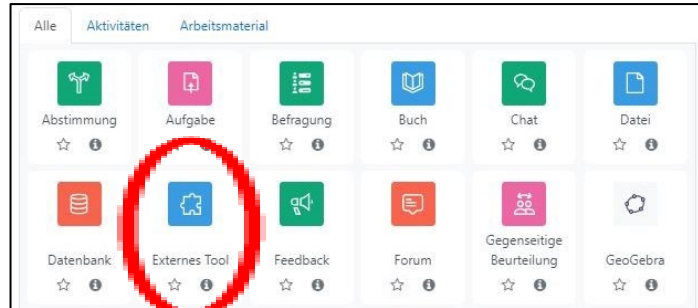 Alle Aktivitäten Arbeitsmaterial
Abstimmung Aufgabe Befragung Buch Chat Datei
Datenbank Externes Tool Feedback Forum Gegenseitige Beurteilung GeoGebra